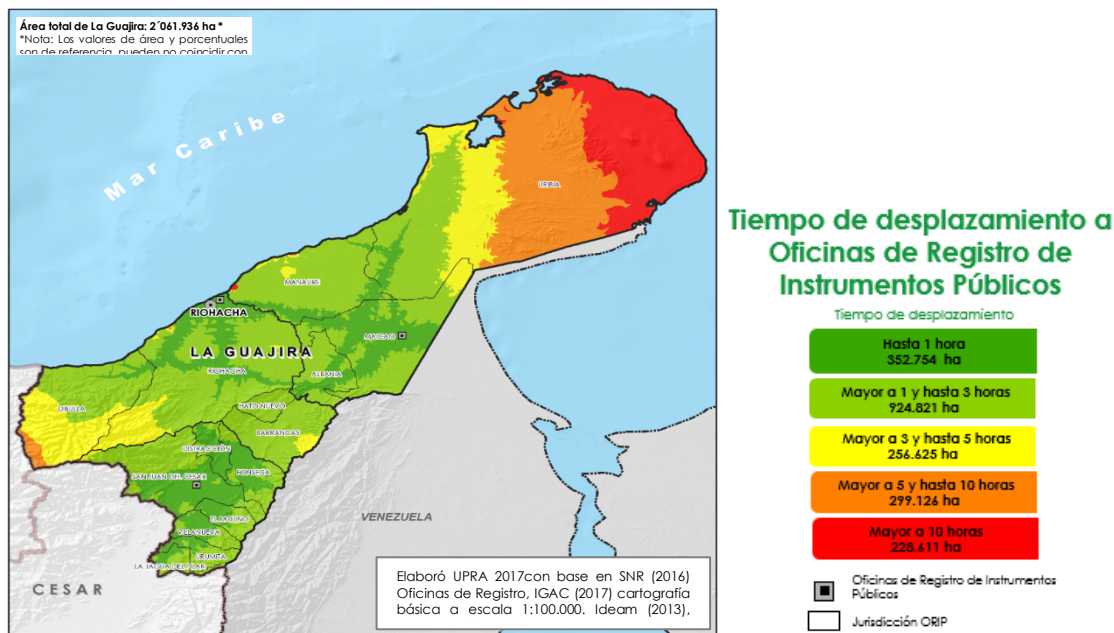 Área total de La Guajira: 2´061.936 ha *
*Nota: Los valores de área y porcentuales
son de referencia, pueden no coincidir con
Mar Caribe
URIBIA
MANAURE
RIOHACHA
MAICAO
LA GUAJIRA
RIOHACHA
ALBANIA
DIBULLA
HATO NUEVO
BARRANCAS
DISTRACCIÓN
FONSECA
SAN JUAN DEL CESAR
EL MOLINO
VILLANUEVA
URUMITA
LA JAGUA DEL PILAR
VENEZUELA
CESAR
Elaboró UPRA 2017con base en SNR (2016)
Oficinas de Registro, IGAC (2017) cartografía
básica a escala 1:100.000. Ideam (2013),
Tiempo de desplazamiento a
Oficinas de Registro de
Instrumentos Públicos
Tiempo de desplazamiento
Hasta 1 hora
352.754 ha
Mayor a 1 y hasta 3 horas
924.821 ha
Mayor a 3 y hasta 5 horas
256.625 ha
Mayor a 5 y hasta 10 horas
299.126 ha
Mayor a 10 horas
228.611 ha
Oficinas de Registro de Instrumentos
Públicos
Jurisdicción ORIP